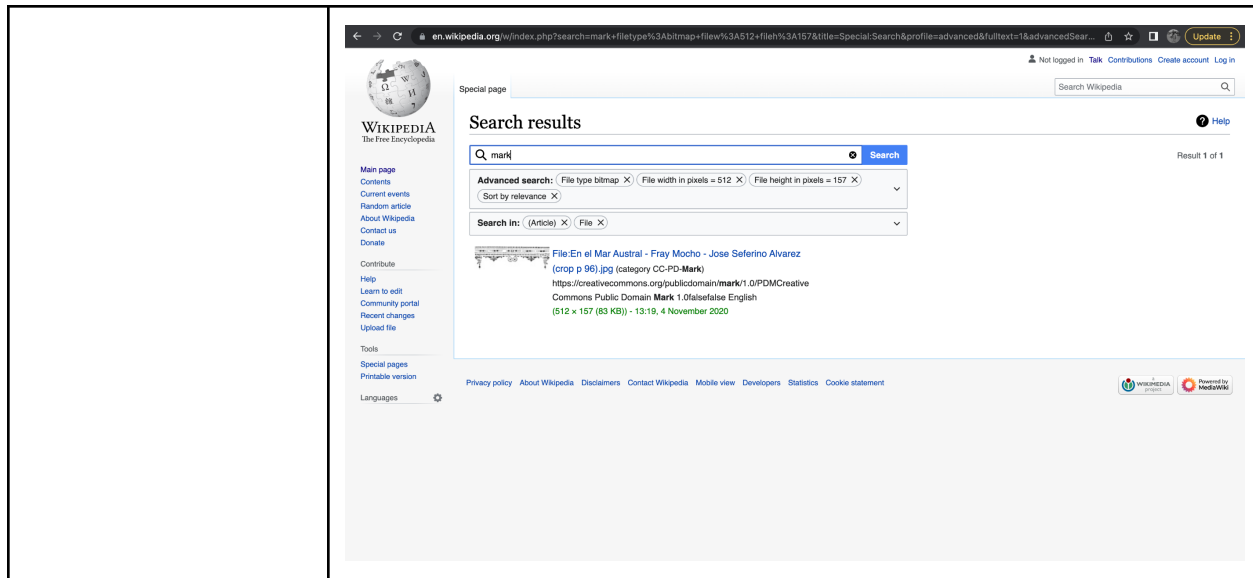 en.wikipedia.org/w/index.php?search=mark+filetype%3Abitmap+filew%3A512+fileh%3A157&title=Special:Search&profile=advanced&fulltext=1&advancedSear...
Update
Not logged in Talk Contributions Create account Log in
Special page
Search Wikipedia
WIKIPEDIA
The Free Encyclopedia
Search results
Help
mark
Search
Result 1 of 1
Advanced search: File type bitmap File width in pixels = 512 File height in pixels = 157
Sort by relevance
Search in: (Article) File
Main page
Contents
Current events
Random article
About Wikipedia
Contact us
Donate
Contribute
Help
Learn to edit
Community portal
Recent changes
Upload file
Tools
Special pages
Printable version
Languages
File:En el Mar Austral - Fray Mocho - Jose Seferino Alvarez
(crop p 96).jpg (category CC-PD-Mark)
https://creativecommons.org/publicdomain/mark/1.0/PDMCreative
Commons Public Domain Mark 1.0falsefalse English
(512 × 157 (83 KB)) - 13:19, 4 November 2020
Privacy policy About Wikipedia Disclaimers Contact Wikipedia Mobile view Developers Statistics Cookie statement
A
WIKIMEDIA
project
Powered by
MediaWiki